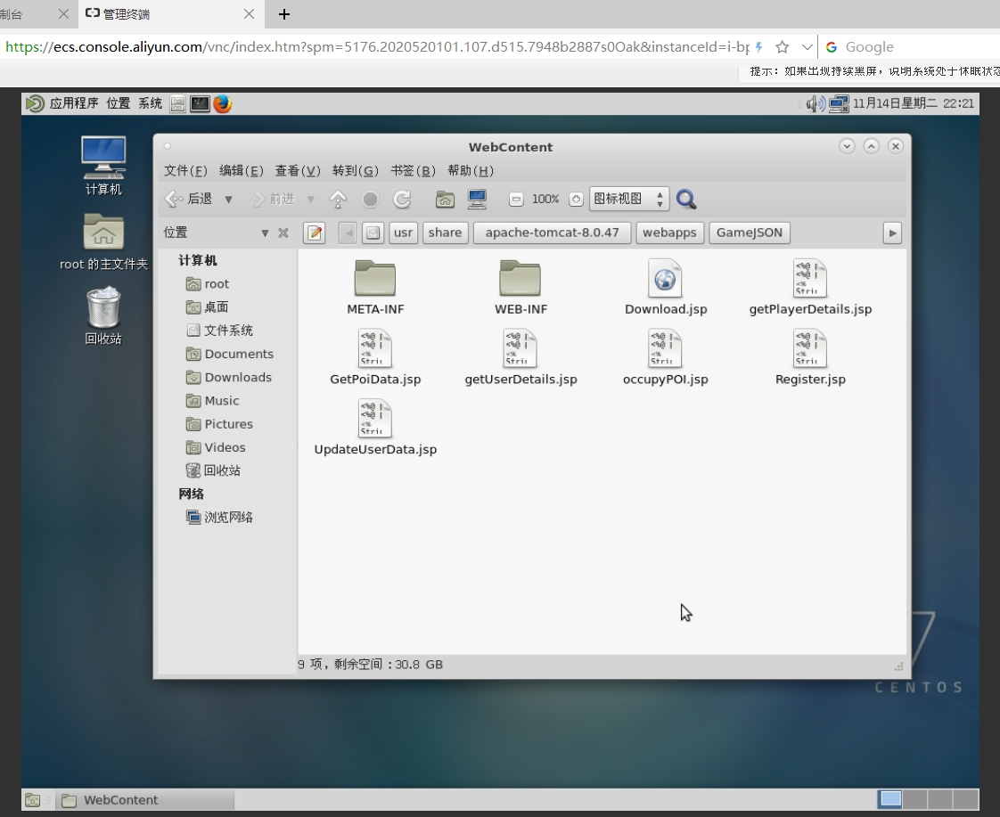 制台
管理终端
https://ecs.console.aliyun.com/vnc/index.htm?spm=5176.2020520101.107.d515.7948b2887s0Oak&instanceId=i-bp
Google
提示：如果出现持续黑屏，说明系统处于休眠状态
应用程序 位置 系统
11月14日星期二 22:21
计算机
root 的主文件夹
回收站
WebContent
文件(F) 编辑(E) 查看(V) 转到(G) 书签(B) 帮助(H)
后退 前进 100% 图标视图
位置
usr share apache-tomcat-8.0.47 webapps GameJSON
计算机
root
桌面
文件系统
Documents
Downloads
Music
Pictures
Videos
回收站
网络
浏览网络
META-INF WEB-INF Download.jsp getPlayerDetails.jsp
GetPoiData.jsp getUserDetails.jsp occupyPOI.jsp Register.jsp
UpdateUserData.jsp
9 项，剩余空间：30.8 GB
7
CENTOS
WebContent